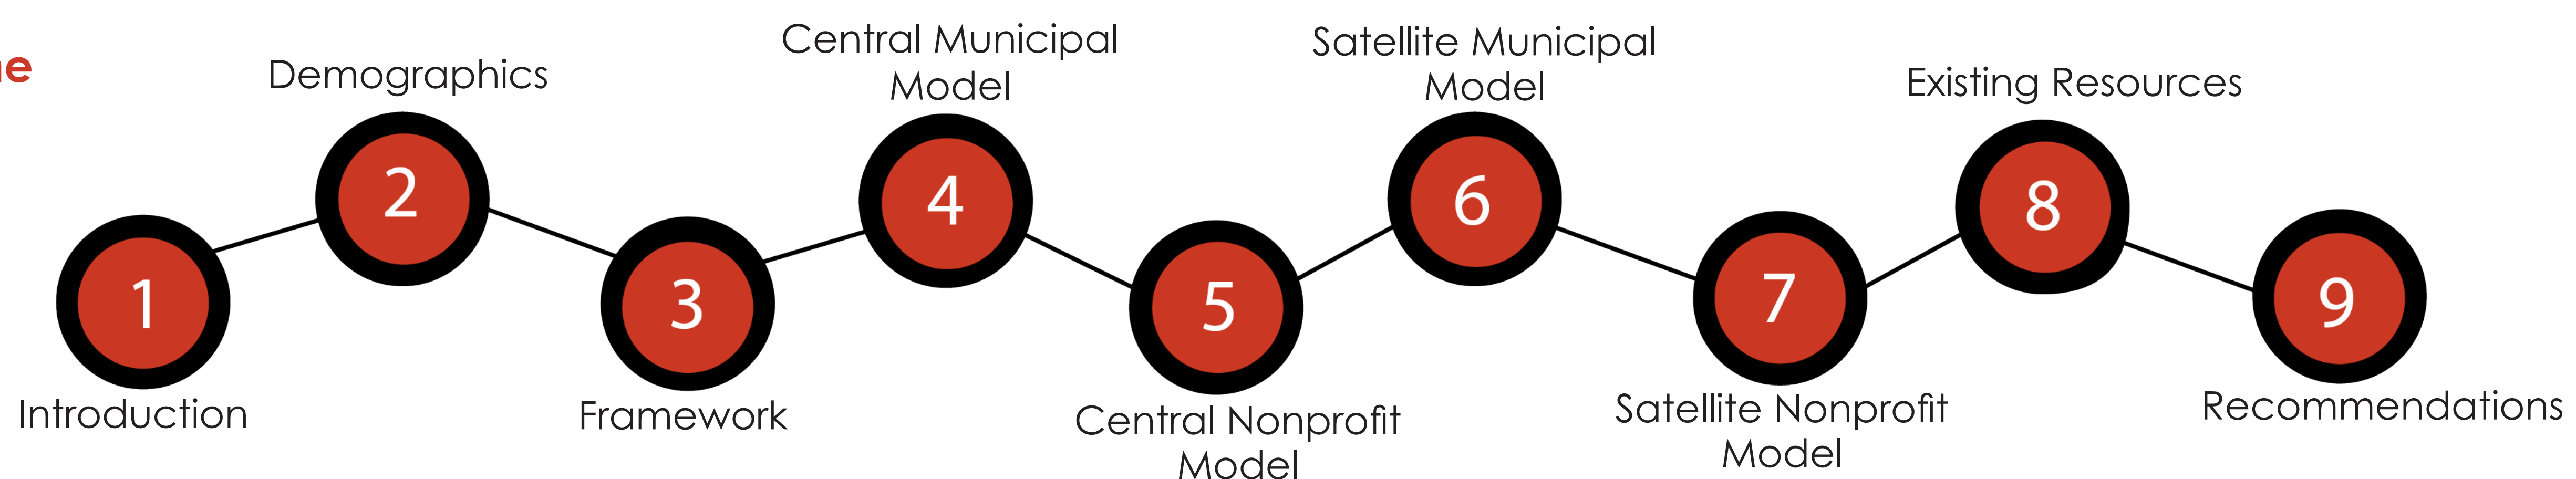 1
Introduction
2
Demographics
3
Framework
4
Central Municipal
Model
5
Central Nonprofit
Model
6
Satellite Municipal
Model
7
Satellite Nonprofit
Model
8
Existing Resources
9
Recommendations